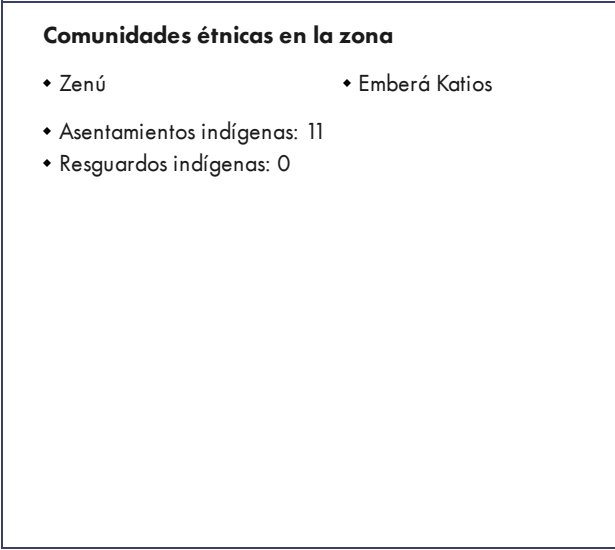 Comunidades étnicas en la zona
◆ Zenú ◆ Emberá Katios
◆ Asentamientos indígenas: 11
◆ Resguardos indígenas: 0